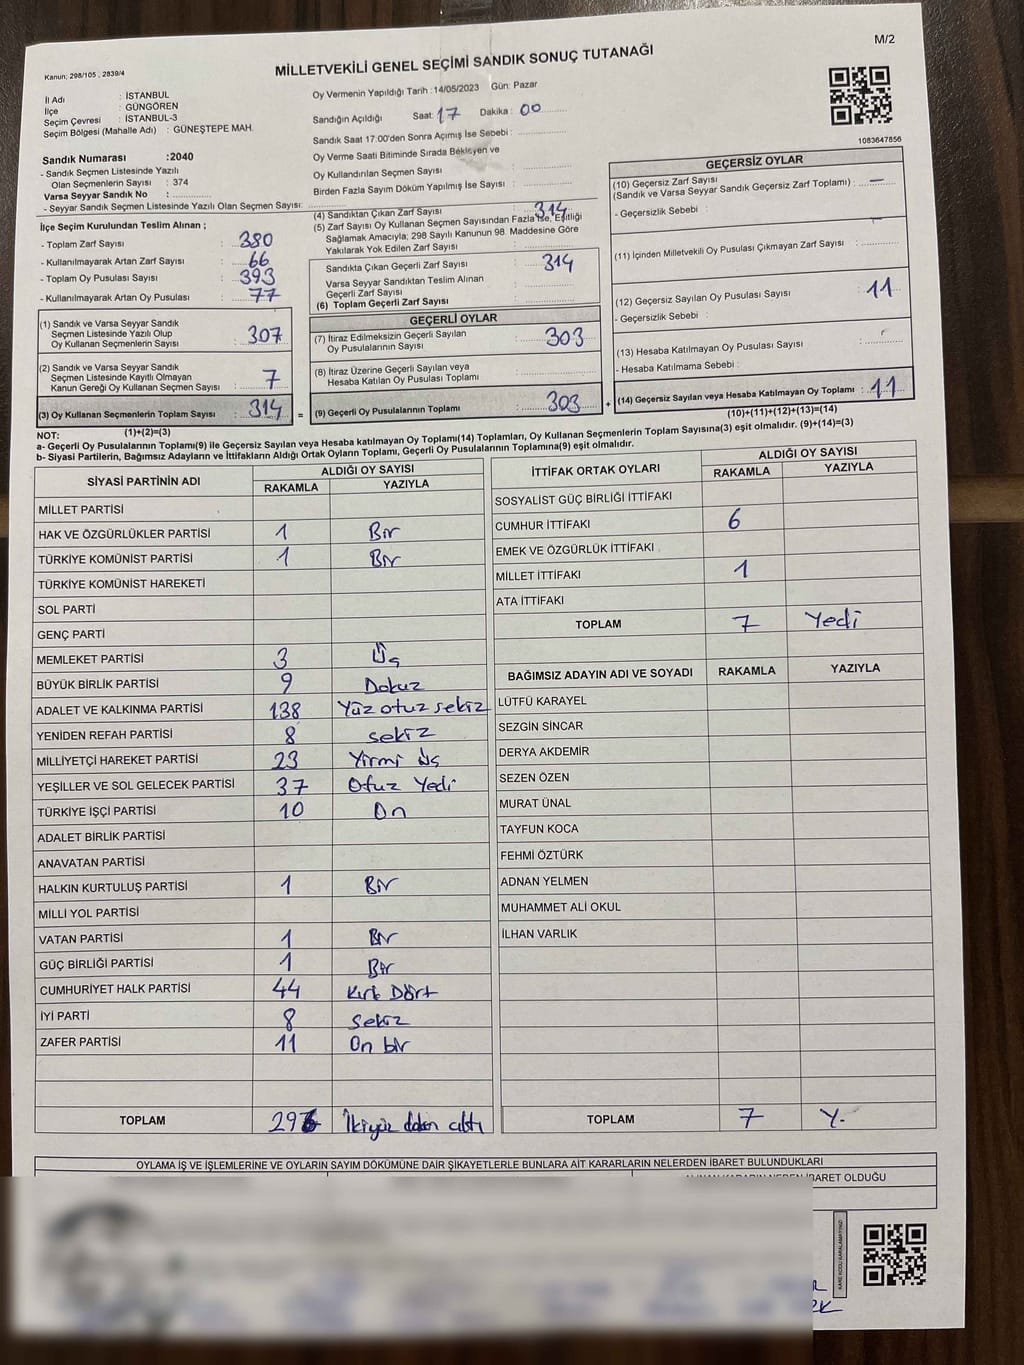 M/2
Kanun; 298/105 , 2839/4
MİLLETVEKİLİ GENEL SEÇİMİ SANDIK SONUÇ TUTANAĞI
İl Adı : İSTANBUL
İlçe : GÜNGÖREN
Seçim Çevresi : İSTANBUL-3
Seçim Bölgesi (Mahalle Adı) : GÜNEŞTEPE MAH.
Sandık Numarası :2040
- Sandık Seçmen Listesinde Yazılı
Olan Seçmenlerin Sayısı : 374
Varsa Seyyar Sandık No :
- Seyyar Sandık Seçmen Listesinde Yazılı Olan Seçmen Sayısı:
İlçe Seçim Kurulundan Teslim Alınan ;
- Toplam Zarf Sayısı : 380
- Kullanılmayarak Artan Zarf Sayısı : 66
- Toplam Oy Pusulası Sayısı : 393
- Kullanılmayarak Artan Oy Pusulası : 77
(1) Sandık ve Varsa Seyyar Sandık
Seçmen Listesinde Yazılı Olup
Oy Kullanan Seçmenlerin Sayısı : 307
(2) Sandık ve Varsa Seyyar Sandık
Seçmen Listesinde Kayıtlı Olmayan
Kanun Gereği Oy Kullanan Seçmen Sayısı : 7
(3) Oy Kullanan Seçmenlerin Toplam Sayısı : 314
(1)+(2)=(3)
Oy Vermenin Yapıldığı Tarih :14/05/2023 Gün: Pazar
Sandığın Açıldığı Saat: 17 Dakika : 00
Sandık Saat 17:00'den Sonra Açımış İse Sebebi :
Oy Verme Saati Bitiminde Sırada Bekleyen ve
Oy Kullandırılan Seçmen Sayısı :
Birden Fazla Sayım Döküm Yapılmış İse Sayısı :
(4) Sandıktan Çıkan Zarf Sayısı : 314
(5) Zarf Sayısı Oy Kullanan Seçmen Sayısından Fazla İse, Eşitliği
Sağlamak Amacıyla; 298 Sayılı Kanunun 98. Maddesine Göre
Yakılarak Yok Edilen Zarf Sayısı :
Sandıkta Çıkan Geçerli Zarf Sayısı : 314
Varsa Seyyar Sandıktan Teslim Alınan
Geçerli Zarf Sayısı :
(6) Toplam Geçerli Zarf Sayısı :
GEÇERLİ OYLAR
(7) İtiraz Edilmeksizin Geçerli Sayılan
Oy Pusulalarının Sayısı : 303
(8) İtiraz Üzerine Geçerli Sayılan veya
Hesaba Katılan Oy Pusulası Toplamı :
= (9) Geçerli Oy Pusulalarının Toplamı : 303 +
1083647856
GEÇERSİZ OYLAR
(10) Geçersiz Zarf Sayısı
(Sandık ve Varsa Seyyar Sandık Geçersiz Zarf Toplamı) : —
- Geçersizlik Sebebi :
(11) İçinden Milletvekili Oy Pusulası Çıkmayan Zarf Sayısı :
(12) Geçersiz Sayılan Oy Pusulası Sayısı : 11
- Geçersizlik Sebebi :
(13) Hesaba Katılmayan Oy Pusulası Sayısı :
- Hesaba Katılmama Sebebi :
(14) Geçersiz Sayılan veya Hesaba Katılmayan Oy Toplamı : 11
(10)+(11)+(12)+(13)=(14)
NOT:
a- Geçerli Oy Pusulalarının Toplamı(9) ile Geçersiz Sayılan veya Hesaba katılmayan Oy Toplamı(14) Toplamları, Oy Kullanan Seçmenlerin Toplam Sayısına(3) eşit olmalıdır. (9)+(14)=(3)
b- Siyasi Partilerin, Bağımsız Adayların ve İttifakların Aldığı Ortak Oyların Toplamı, Geçerli Oy Pusulalarının Toplamına(9) eşit olmalıdır.
SİYASİ PARTİNİN ADI
ALDIĞI OY SAYISI
RAKAMLA YAZIYLA
MİLLET PARTİSİ
HAK VE ÖZGÜRLÜKLER PARTİSİ 1 Bir
TÜRKİYE KOMÜNİST PARTİSİ 1 Bir
TÜRKİYE KOMÜNİST HAREKETİ
SOL PARTİ
GENÇ PARTİ
MEMLEKET PARTİSİ 3 Üç
BÜYÜK BİRLİK PARTİSİ 9 Dokuz
ADALET VE KALKINMA PARTİSİ 138 Yüz otuz sekiz
YENİDEN REFAH PARTİSİ 8 sekiz
MİLLİYETÇİ HAREKET PARTİSİ 23 Yirmi üç
YEŞİLLER VE SOL GELECEK PARTİSİ 37 Otuz Yedi
TÜRKİYE İŞÇİ PARTİSİ 10 On
ADALET BİRLİK PARTİSİ
ANAVATAN PARTİSİ
HALKIN KURTULUŞ PARTİSİ 1 Bir
MİLLİ YOL PARTİSİ
VATAN PARTİSİ 1 Bir
GÜÇ BİRLİĞİ PARTİSİ 1 Bir
CUMHURİYET HALK PARTİSİ 44 Kırk Dört
İYİ PARTİ 8 Sekiz
ZAFER PARTİSİ 11 On bir
TOPLAM 296 İkiyüz doksan altı
İTTİFAK ORTAK OYLARI
ALDIĞI OY SAYISI
RAKAMLA YAZIYLA
SOSYALİST GÜÇ BİRLİĞİ İTTİFAKI
CUMHUR İTTİFAKI 6
EMEK VE ÖZGÜRLÜK İTTİFAKI
MİLLET İTTİFAKI 1
ATA İTTİFAKI
TOPLAM 7 Yedi
BAĞIMSIZ ADAYIN ADI VE SOYADI RAKAMLA YAZIYLA
LÜTFÜ KARAYEL
SEZGİN SİNCAR
DERYA AKDEMİR
SEZEN ÖZEN
MURAT ÜNAL
TAYFUN KOCA
FEHMİ ÖZTÜRK
ADNAN YELMEN
MUHAMMET ALİ OKUL
İLHAN VARLIK
TOPLAM 7 Y.
OYLAMA İŞ VE İŞLEMLERİNE VE OYLARIN SAYIM DÖKÜMÜNE DAİR ŞİKAYETLERLE BUNLARA AİT KARARLARIN NELERDEN İBARET BULUNDUKLARI
İBARET OLDUĞU